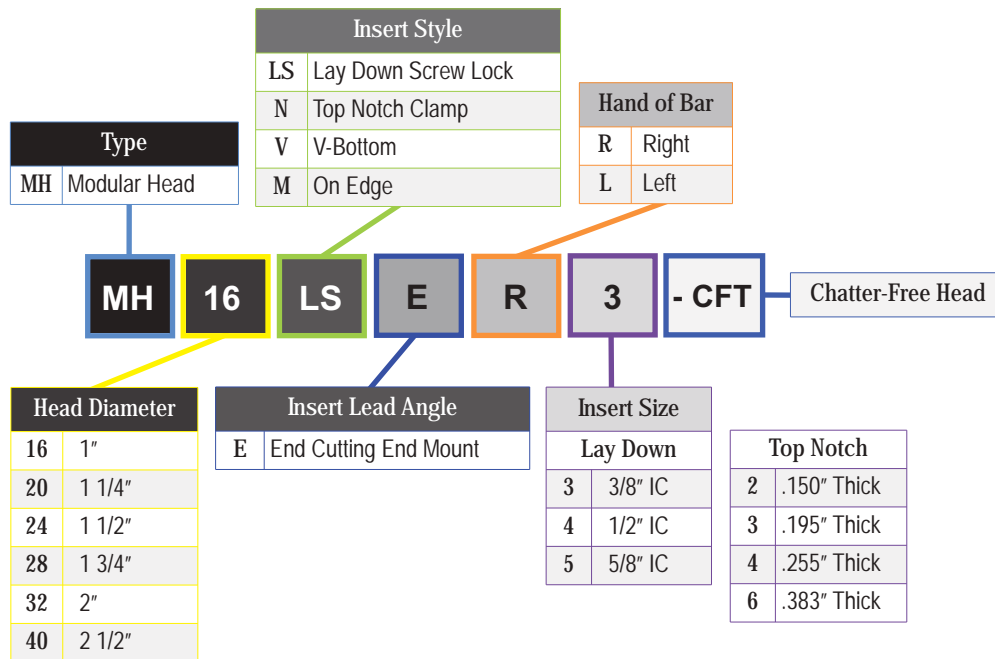 Insert Style
LS Lay Down Screw Lock
N Top Notch Clamp
V V-Bottom
M On Edge
Hand of Bar
R Right
L Left
Type
MH Modular Head
MH 16 LS E R 3 - CFT
Chatter-Free Head
Head Diameter
16 1"
20 1 1/4"
24 1 1/2"
28 1 3/4"
32 2"
40 2 1/2"
Insert Lead Angle
E End Cutting End Mount
Insert Size
Lay Down
3 3/8" IC
4 1/2" IC
5 5/8" IC
Top Notch
2 .150" Thick
3 .195" Thick
4 .255" Thick
6 .383" Thick